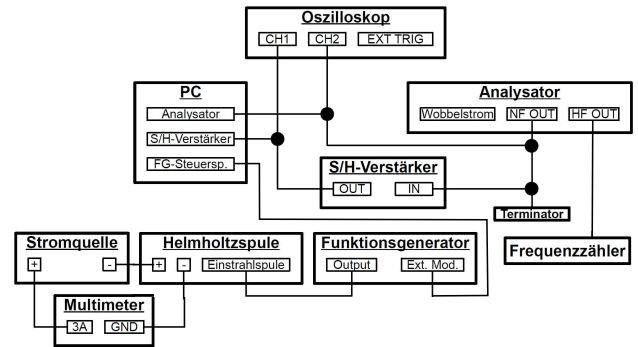 Oszilloskop
CH1 CH2 EXT TRIG
PC
Analysator
S/H-Verstärker
FG-Steuersp.
Analysator
Wobbelstrom NF OUT HF OUT
S/H-Verstärker
OUT IN
Terminator
Frequenzzähler
Stromquelle
+ -
Helmholtzspule
+ - Einstrahlspule
Funktionsgenerator
Output Ext. Mod.
Multimeter
3A GND